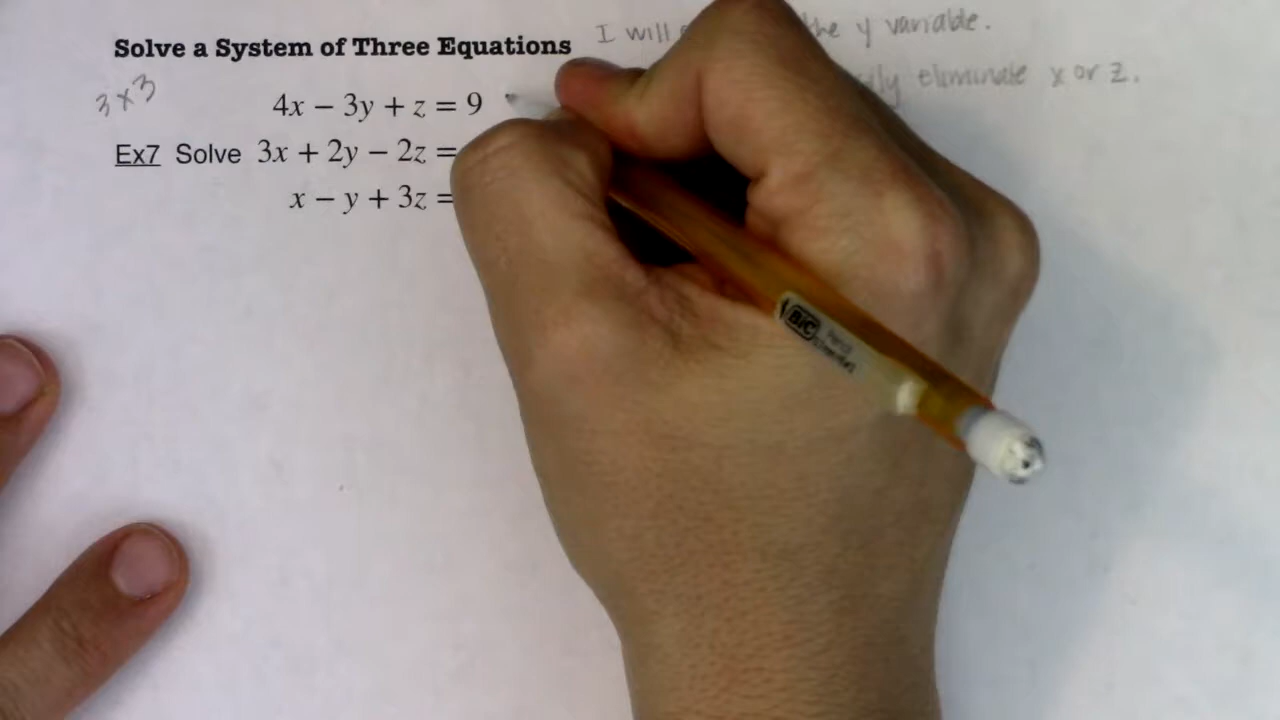 Solve a System of Three Equations
I will the y variable.
eliminate x or z.
3x3
4x − 3y + z = 9
Ex7 Solve 3x + 2y − 2z =
x − y + 3z =
BIC